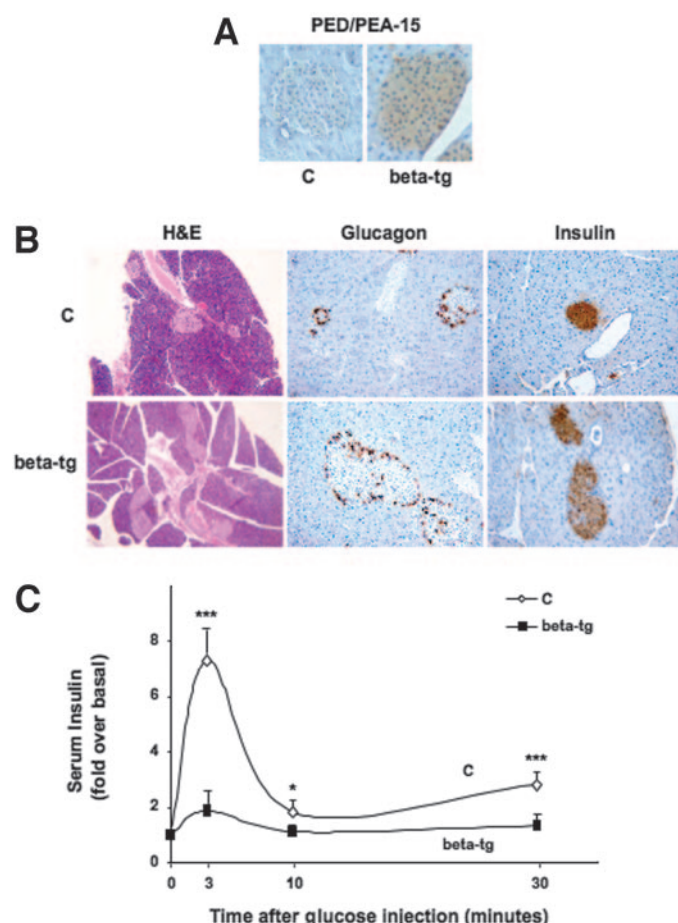 A
PED/PEA-15
C beta-tg
B
H&E Glucagon Insulin
C
beta-tg
C
C
beta-tg
***
8
6
4
2
0
Serum Insulin
(fold over basal)
*
***
C
beta-tg
0 3 10 30
Time after glucose injection (minutes)